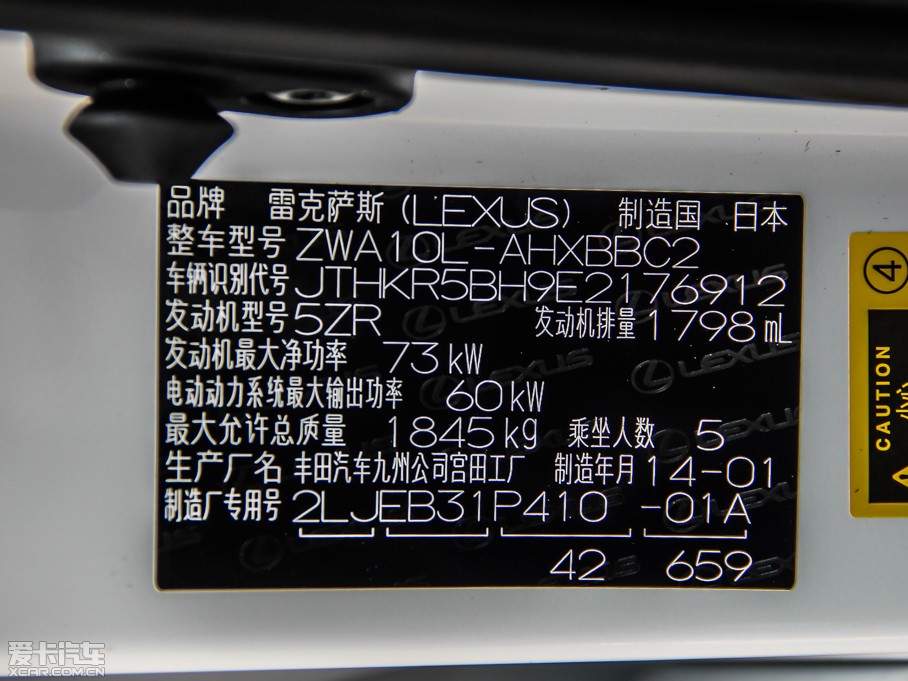 品牌 雷克萨斯 (LEXUS) 制造国 日本
整车型号 ZWA10L-AHXBBC2
车辆识别代号 JTHKR5BH9E2176912
发动机型号 5ZR 发动机排量 1798 mL
发动机最大净功率 73 kW
电动动力系统最大输出功率 60 kW
最大允许总质量 1845 kg 乘坐人数 5
生产厂名 丰田汽车九州公司宫田工厂 制造年月 14-01
制造厂专用号 2LJEB31P410 -01A
42 659
4
CAUTION
小心
爱卡汽车
XCAR.COM.CN